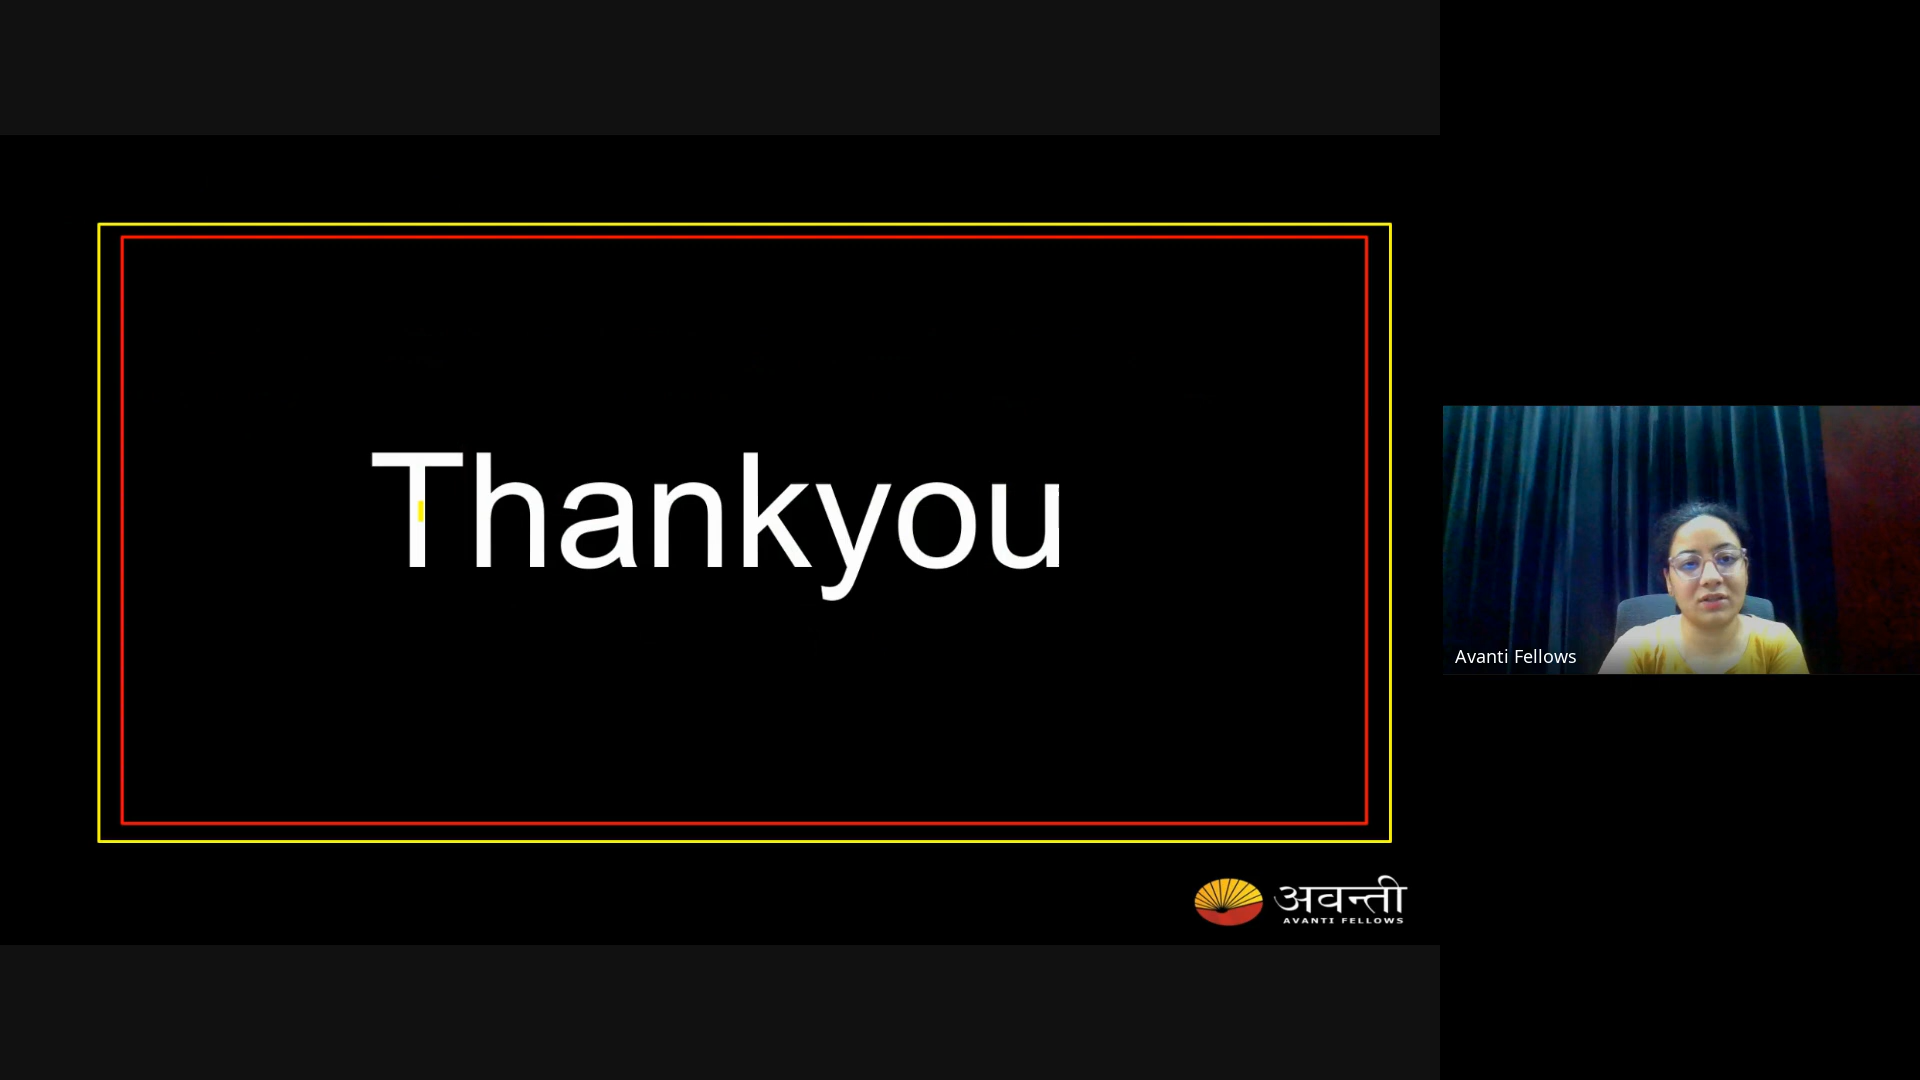 Thankyou
Avanti Fellows
अवन्ती
AVANTI FELLOWS